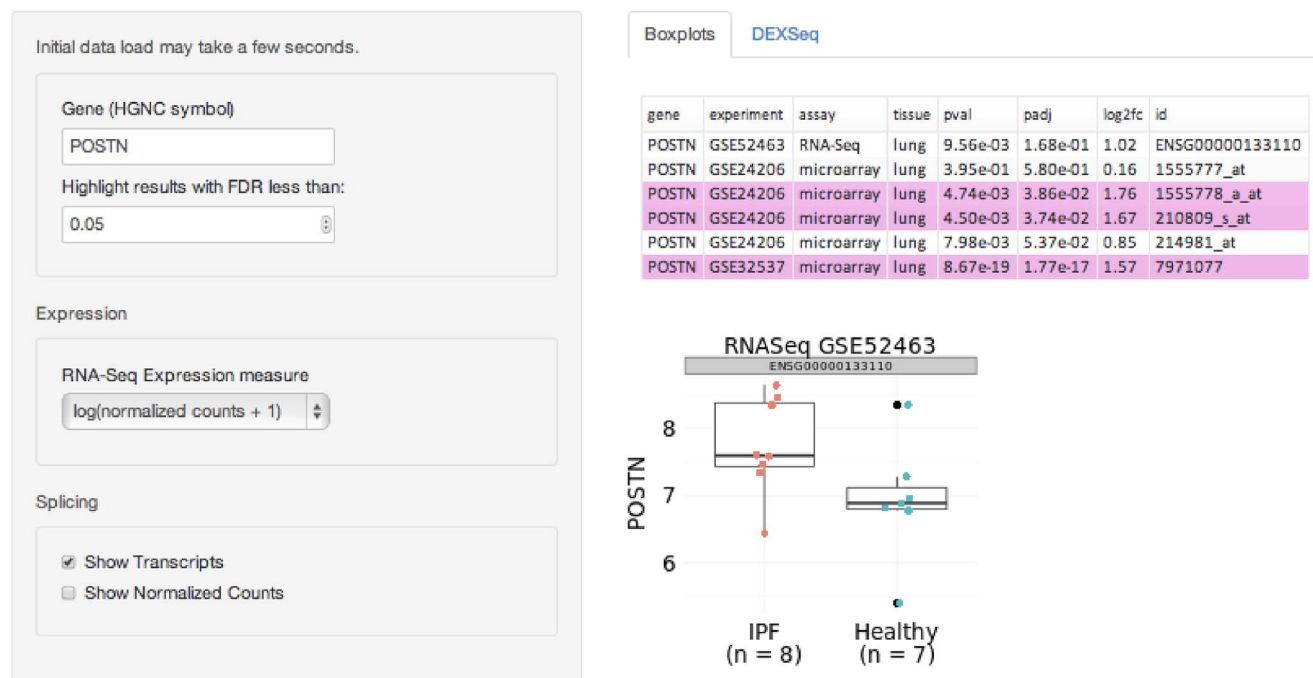 Initial data load may take a few seconds.
Gene (HGNC symbol)
POSTN
Highlight results with FDR less than:
0.05
Expression
RNA-Seq Expression measure
log(normalized counts + 1)
Splicing
Show Transcripts
Show Normalized Counts
Boxplots DEXSeq
gene experiment assay tissue pval padj log2fc id
POSTN GSE52463 RNA-Seq lung 9.56e-03 1.68e-01 1.02 ENSG00000133110
POSTN GSE24206 microarray lung 3.95e-01 5.80e-01 0.16 1555777_at
POSTN GSE24206 microarray lung 4.74e-03 3.86e-02 1.76 1555778_a_at
POSTN GSE24206 microarray lung 4.50e-03 3.74e-02 1.67 210809_s_at
POSTN GSE24206 microarray lung 7.98e-03 5.37e-02 0.85 214981_at
POSTN GSE32537 microarray lung 8.67e-19 1.77e-17 1.57 7971077
RNASeq GSE52463
ENSG00000133110
POSTN
8
7
6
IPF Healthy
(n = 8) (n = 7)